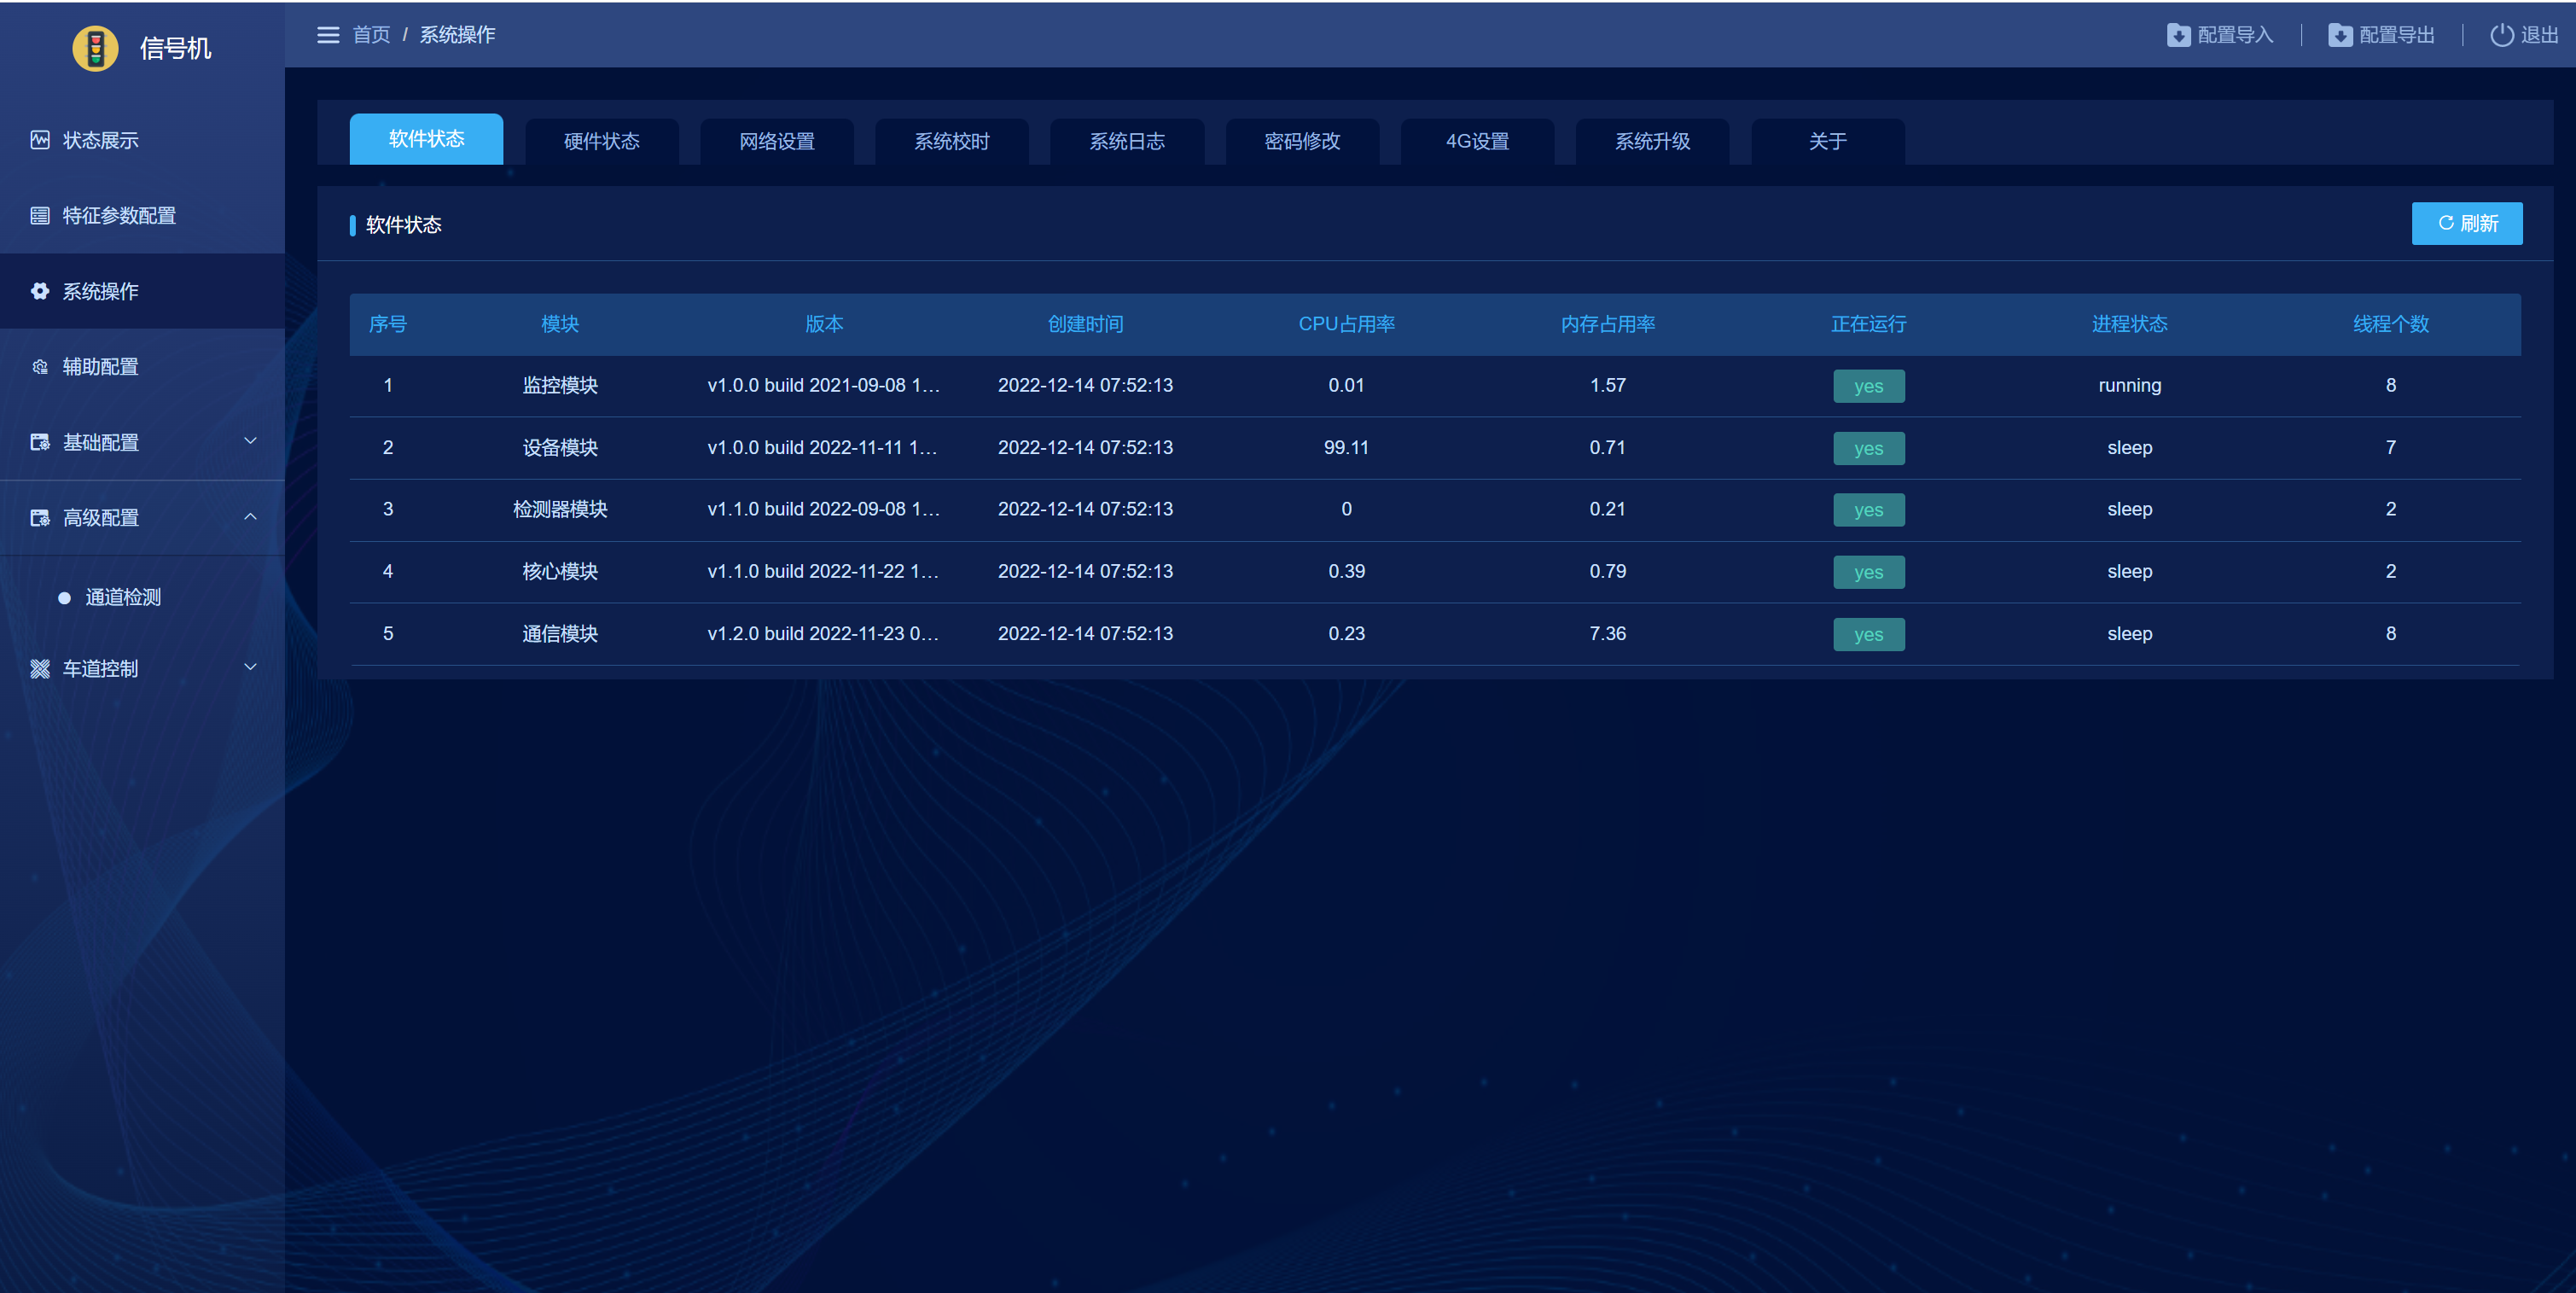 信号机
首页 / 系统操作
配置导入
配置导出
退出
状态展示
特征参数配置
系统操作
辅助配置
基础配置
高级配置
通道检测
车道控制
软件状态 硬件状态 网络设置 系统校时 系统日志 密码修改 4G设置 系统升级 关于
软件状态
刷新
序号 模块 版本 创建时间 CPU占用率 内存占用率 正在运行 进程状态 线程个数
1 监控模块 v1.0.0 build 2021-09-08 1... 2022-12-14 07:52:13 0.01 1.57 yes running 8
2 设备模块 v1.0.0 build 2022-11-11 1... 2022-12-14 07:52:13 99.11 0.71 yes sleep 7
3 检测器模块 v1.1.0 build 2022-09-08 1... 2022-12-14 07:52:13 0 0.21 yes sleep 2
4 核心模块 v1.1.0 build 2022-11-22 1... 2022-12-14 07:52:13 0.39 0.79 yes sleep 2
5 通信模块 v1.2.0 build 2022-11-23 0... 2022-12-14 07:52:13 0.23 7.36 yes sleep 8